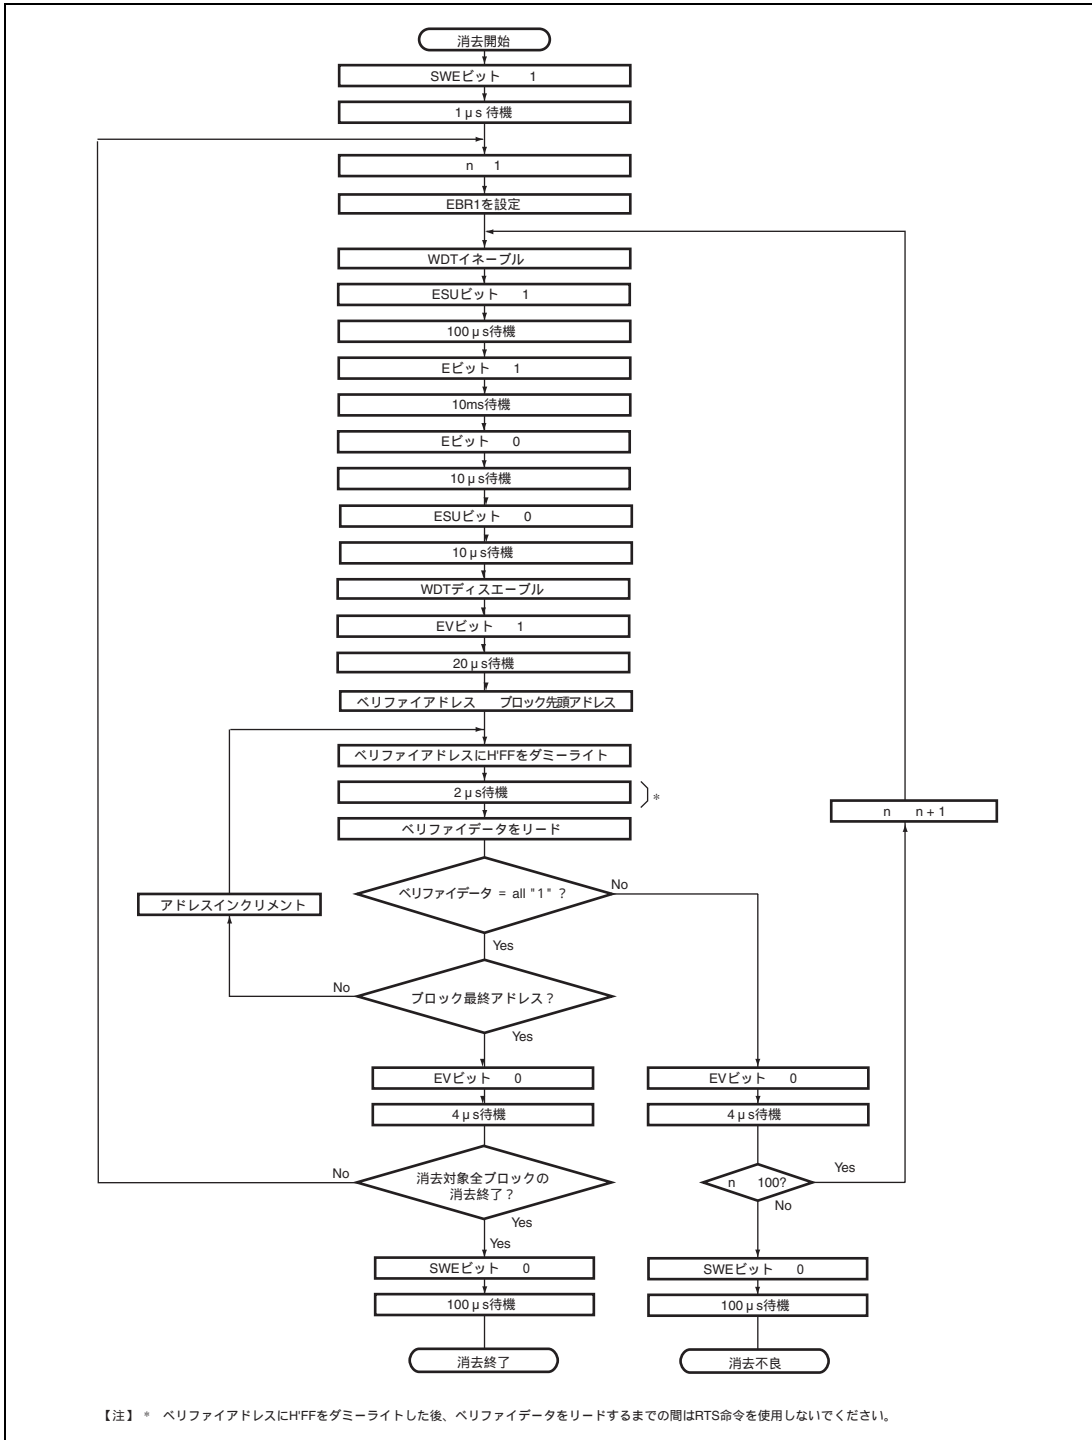 消去開始
SWEビット 1
1μs 待機
n 1
EBR1を設定
WDTイネーブル
ESUビット 1
100μs待機
Eビット 1
10ms待機
Eビット 0
10μs待機
ESUビット 0
10μs待機
WDTディスエーブル
EVビット 1
20μs待機
ベリファイアドレス ブロック先頭アドレス
ベリファイアドレスにH'FFをダミーライト
2μs待機
*
ベリファイデータをリード
n n + 1
ベリファイデータ = all "1" ?
No
Yes
アドレスインクリメント
ブロック最終アドレス？
No
Yes
EVビット 0
4μs待機
EVビット 0
4μs待機
消去対象全ブロックの
消去終了？
No
Yes
Yes
n 100?
Yes
No
SWEビット 0
100μs待機
消去終了
SWEビット 0
100μs待機
消去不良
【注】 * ベリファイアドレスにH'FFをダミーライトした後、ベリファイデータをリードするまでの間はRTS命令を使用しないでください。